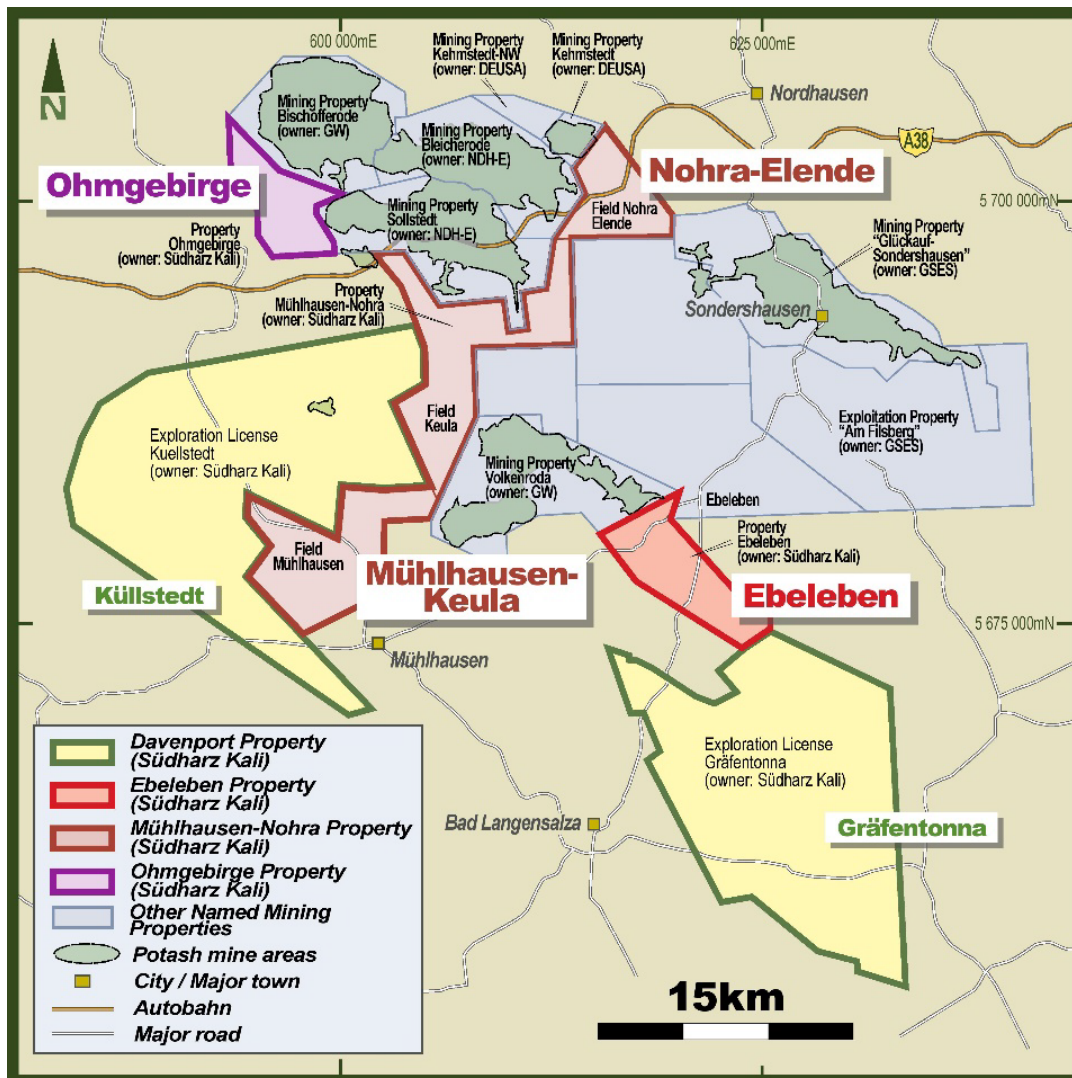 600 000mE
625 000mE
Mining Property
Kehmstedt-NW
(owner: DEUSA)
Mining Property
Kehmstedt
(owner: DEUSA)
N
Mining Property
Bischöfferode
(owner: GW)
Mining Property
Bleicherode
(owner: NDH-E)
Nordhausen
A38
Ohmgebirge
Nohra-Elende
Mining Property
Sollstedt
(owner: NDH-E)
Field Nohra
Elende
5 700 000mN
Property
Ohmgebirge
(owner: Südharz Kali)
Mining Property
"Glückauf-
Sondershausen"
(owner: GSES)
Property
Mühlhausen-Nohra
(owner: Südharz Kali)
Sondershausen
Field
Keula
Exploration License
Kuellstedt
(owner: Südharz Kali)
Exploitation Property
"Am Filsberg"
(owner: GSES)
Mining Property
Volkenroda
(owner: GW)
Ebeleben
Property
Ebeleben
(owner: Südharz Kali)
Field
Mühlhausen
Küllstedt
Mühlhausen-
Keula
Ebeleben
5 675 000mN
Mühlhausen
Exploration License
Gräfentonna
(owner: Südharz Kali)
Bad Langensalza
Gräfentonna
Davenport Property
(Südharz Kali)
Ebeleben Property
(Südharz Kali)
Mühlhausen-Nohra Property
(Südharz Kali)
Ohmgebirge Property
(Südharz Kali)
Other Named Mining
Properties
Potash mine areas
City / Major town
Autobahn
Major road
15km